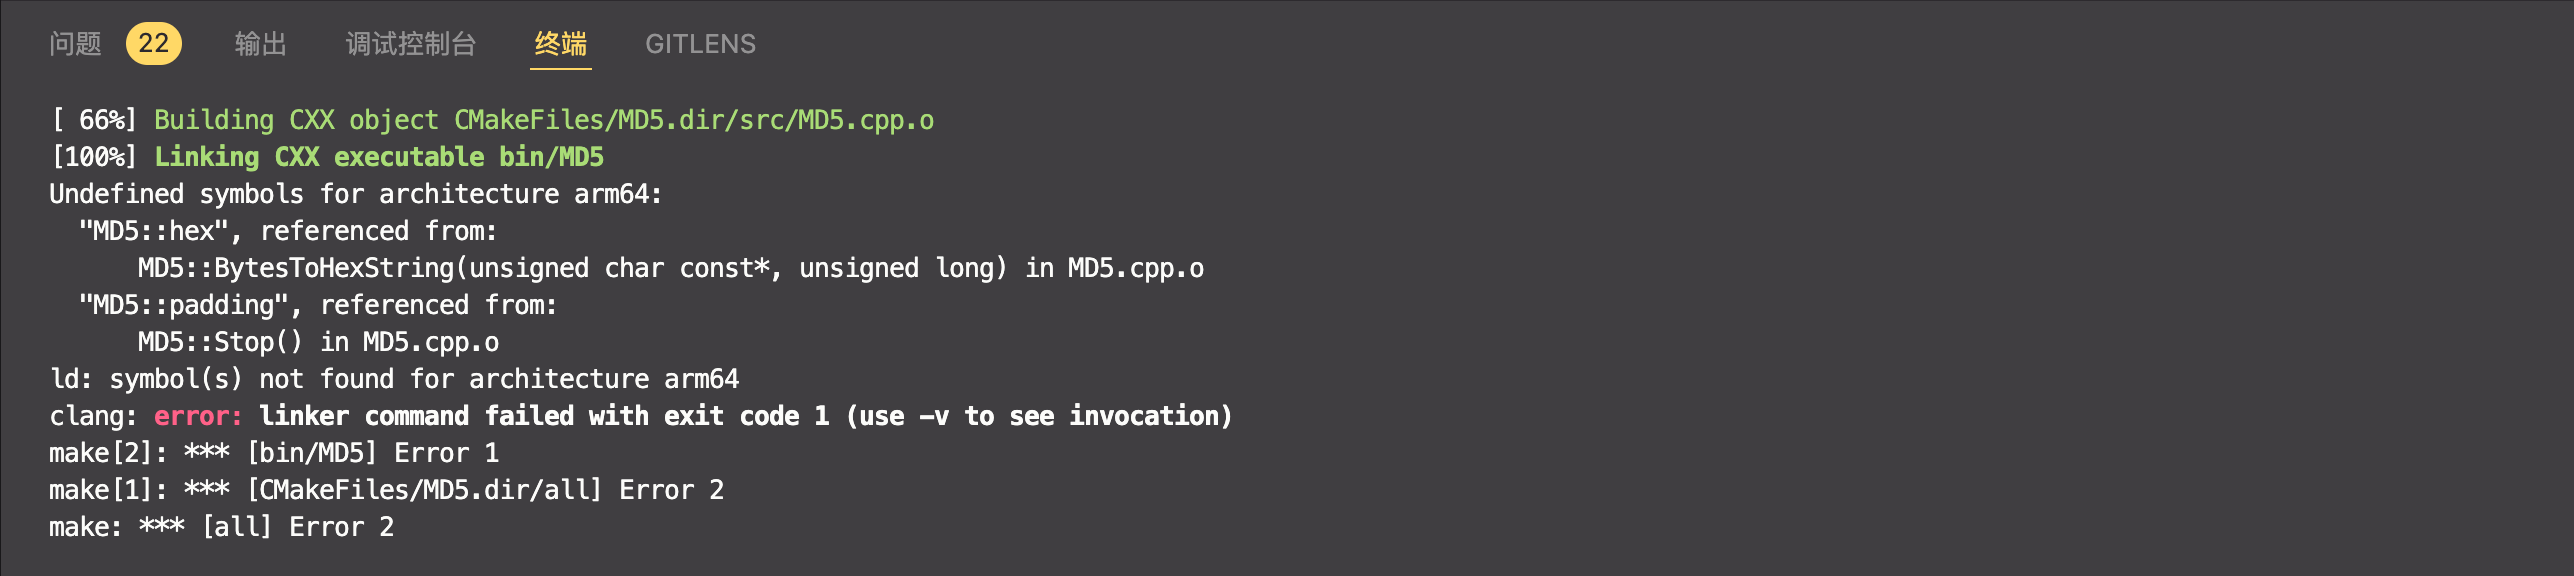 问题 22 输出 调试控制台 终端 GITLENS
[ 66%] Building CXX object CMakeFiles/MD5.dir/src/MD5.cpp.o
[100%] Linking CXX executable bin/MD5
Undefined symbols for architecture arm64:
  "MD5::hex", referenced from:
      MD5::BytesToHexString(unsigned char const*, unsigned long) in MD5.cpp.o
  "MD5::padding", referenced from:
      MD5::Stop() in MD5.cpp.o
ld: symbol(s) not found for architecture arm64
clang: error: linker command failed with exit code 1 (use -v to see invocation)
make[2]: *** [bin/MD5] Error 1
make[1]: *** [CMakeFiles/MD5.dir/all] Error 2
make: *** [all] Error 2